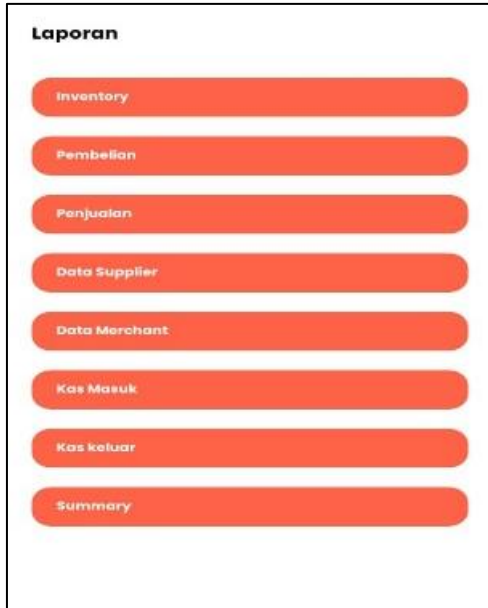 Laporan
Inventory
Pembelian
Penjualan
Data Supplier
Data Merchant
Kas Masuk
Kas keluar
Summary